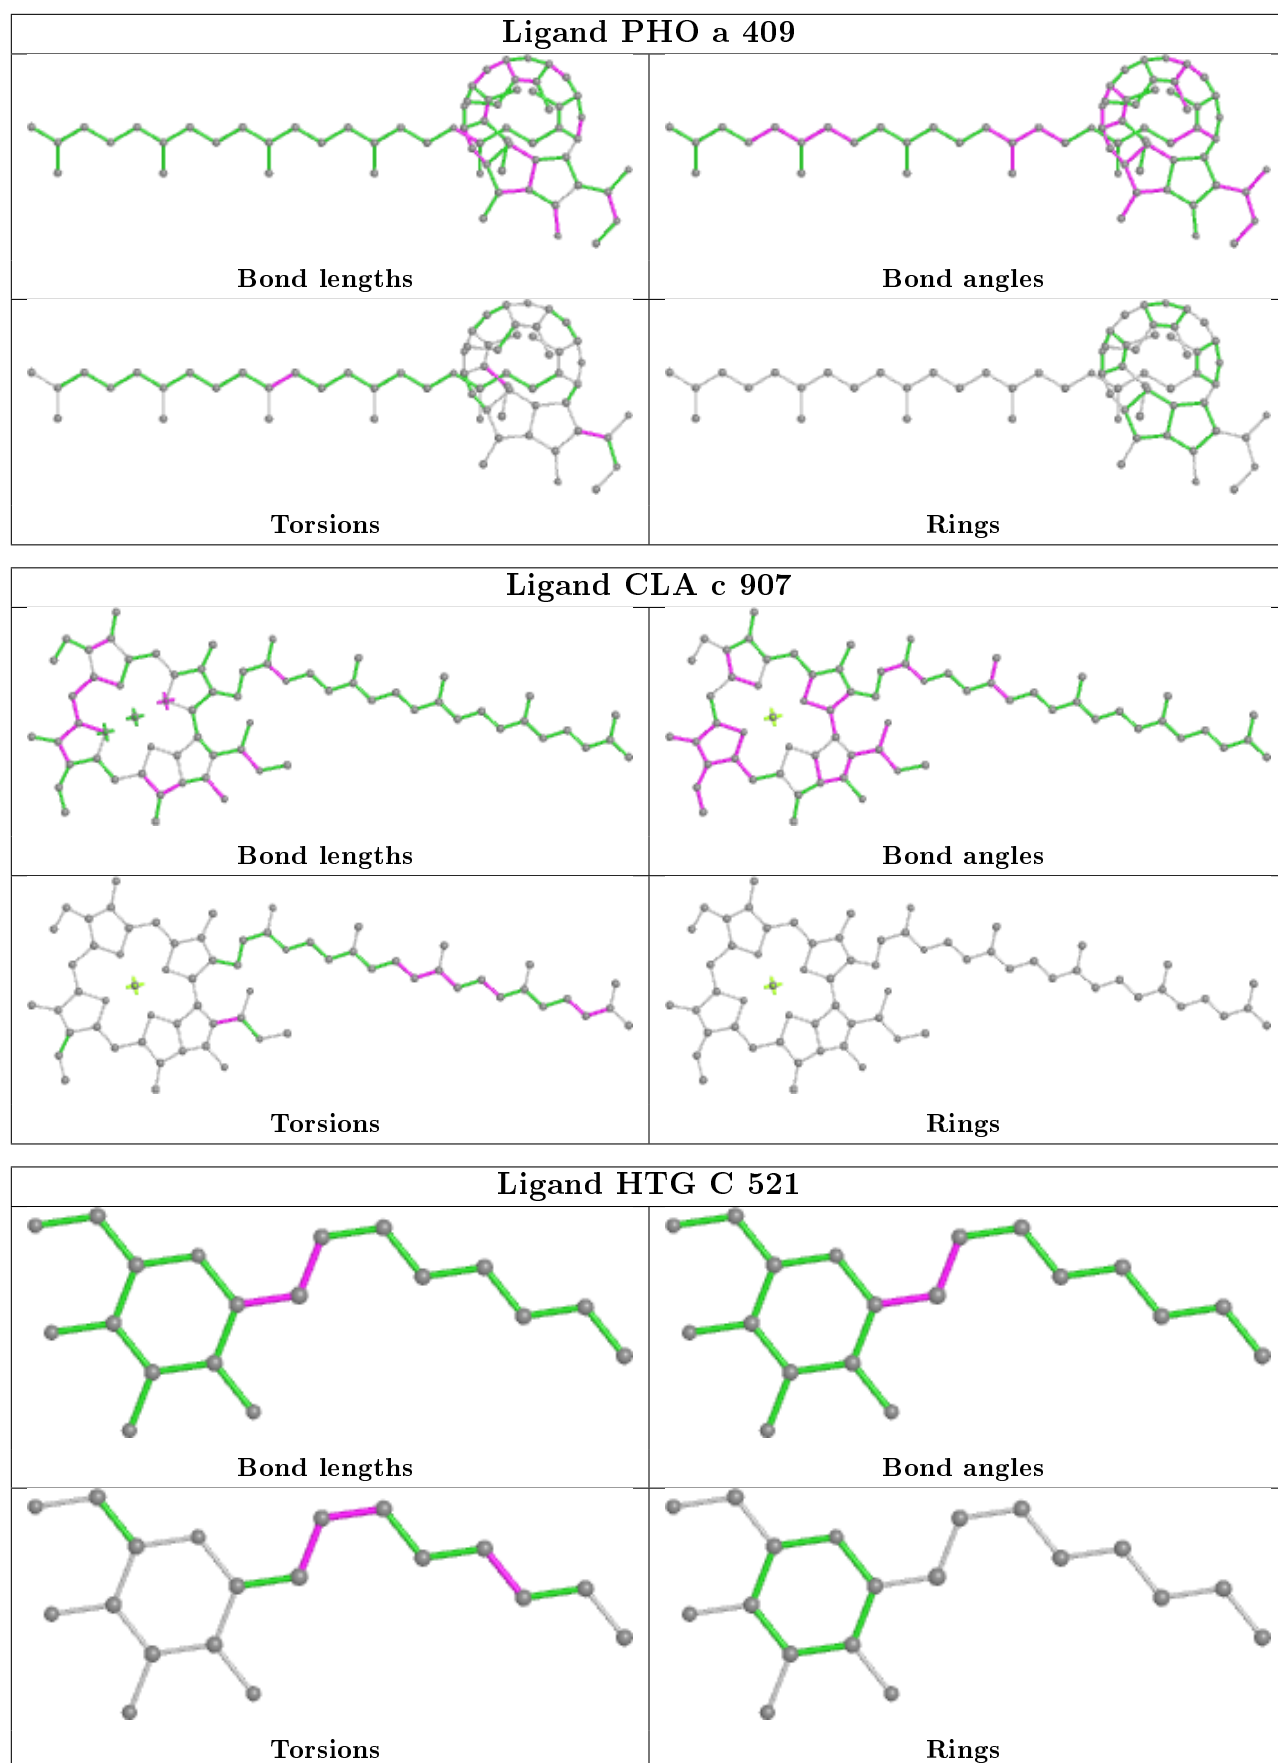 Ligand PHO a 409
Bond lengths
Bond angles
Torsions
Rings
Ligand CLA c 907
Bond lengths
Bond angles
Torsions
Rings
Ligand HTG C 521
Bond lengths
Bond angles
Torsions
Rings